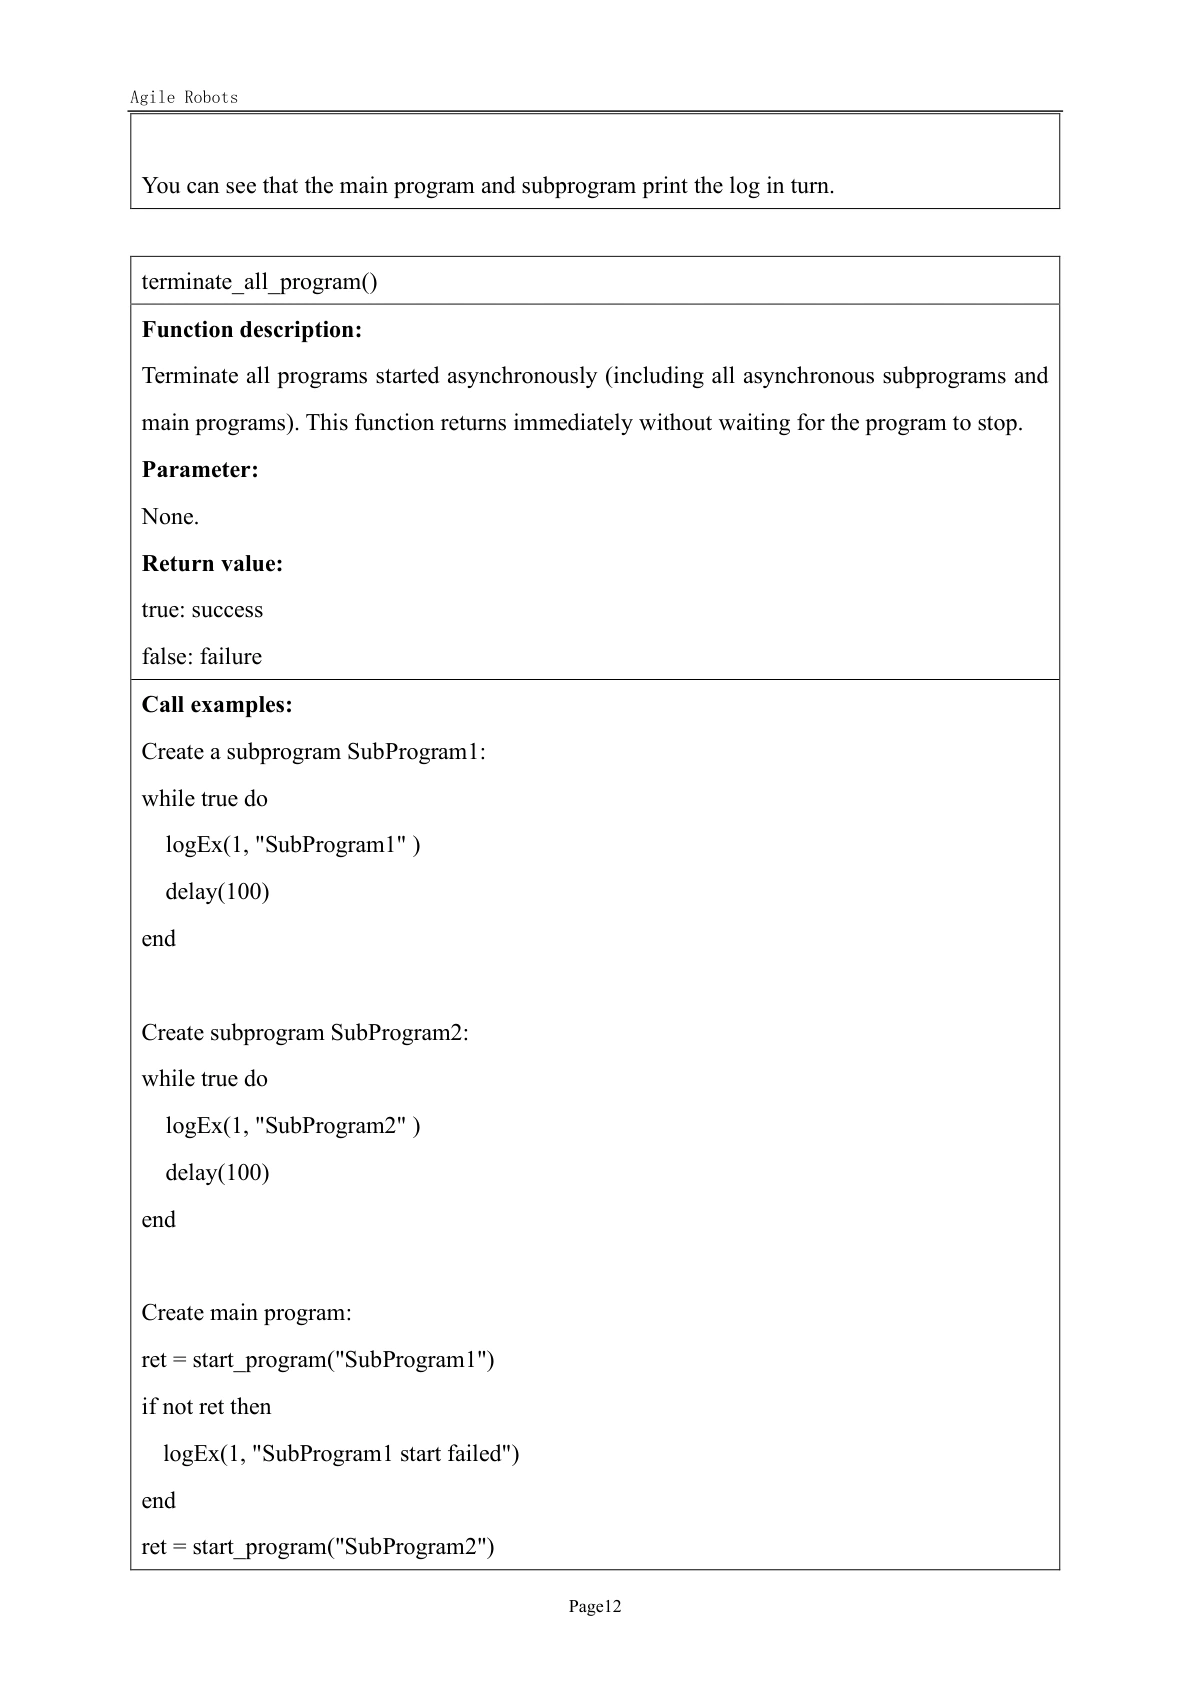 Agile Robots
You can see that the main program and subprogram print the log in turn.
terminate_all_program()
Function description:
Terminate all programs started asynchronously (including all asynchronous subprograms and
main programs). This function returns immediately without waiting for the program to stop.
Parameter:
None.
Return value:
true: success
false: failure
Call examples:
Create a subprogram SubProgram1:
while true do
logEx(1, "SubProgram1" )
delay(100)
end
Create subprogram SubProgram2:
while true do
logEx(1, "SubProgram2" )
delay(100)
end
Create main program:
ret = start_program("SubProgram1")
if not ret then
logEx(1, "SubProgram1 start failed")
end
ret = start_program("SubProgram2")
Page12